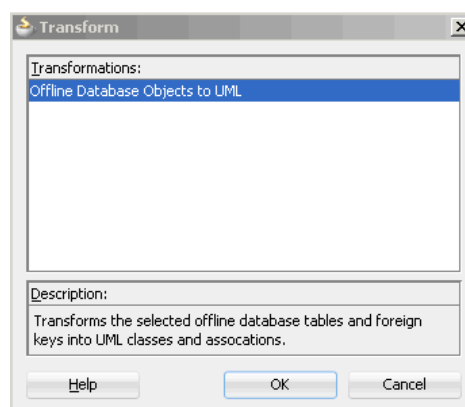 Transform
Transformations:
Offline Database Objects to UML
Description:
Transforms the selected offline database tables and foreign
keys into UML classes and assocations.
Help OK Cancel